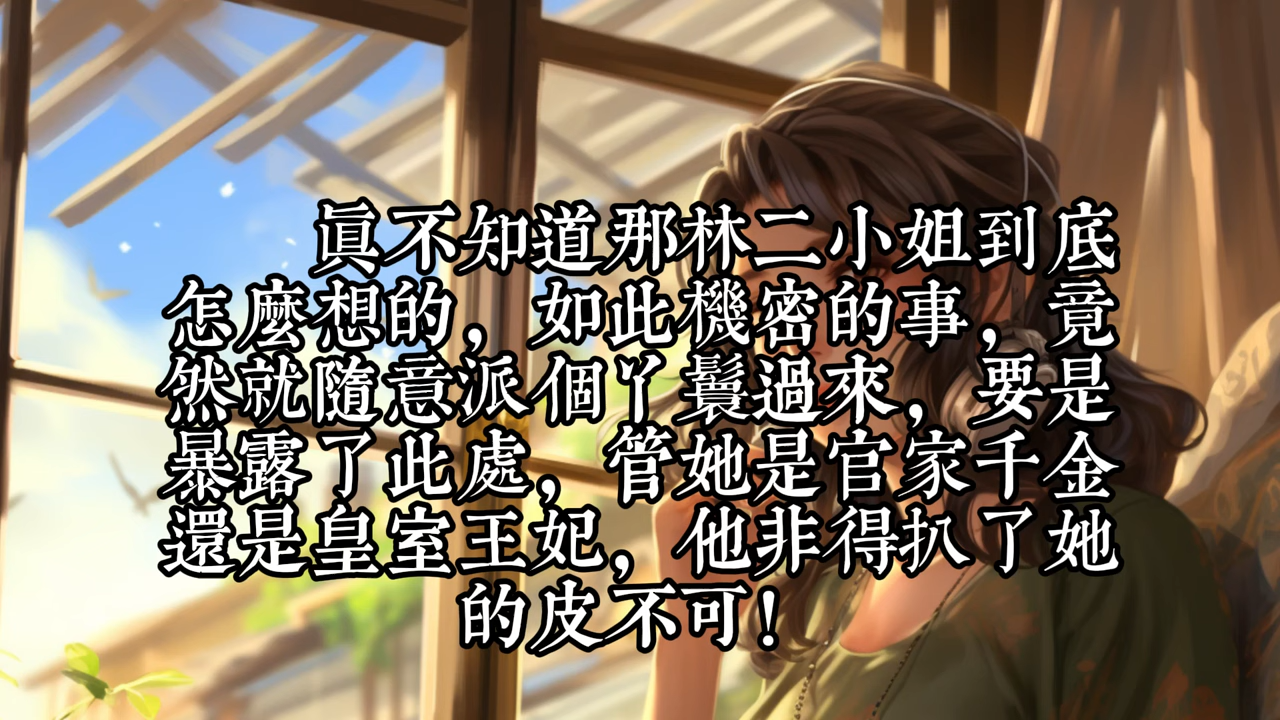 眞不知道那林二小姐到底
怎麼想的，如此機密的事，竟
然就隨意派個丫鬟過來，要是
暴露了此處，管她是官家千金
還是皇室王妃，他非得扒了她
的皮不可！